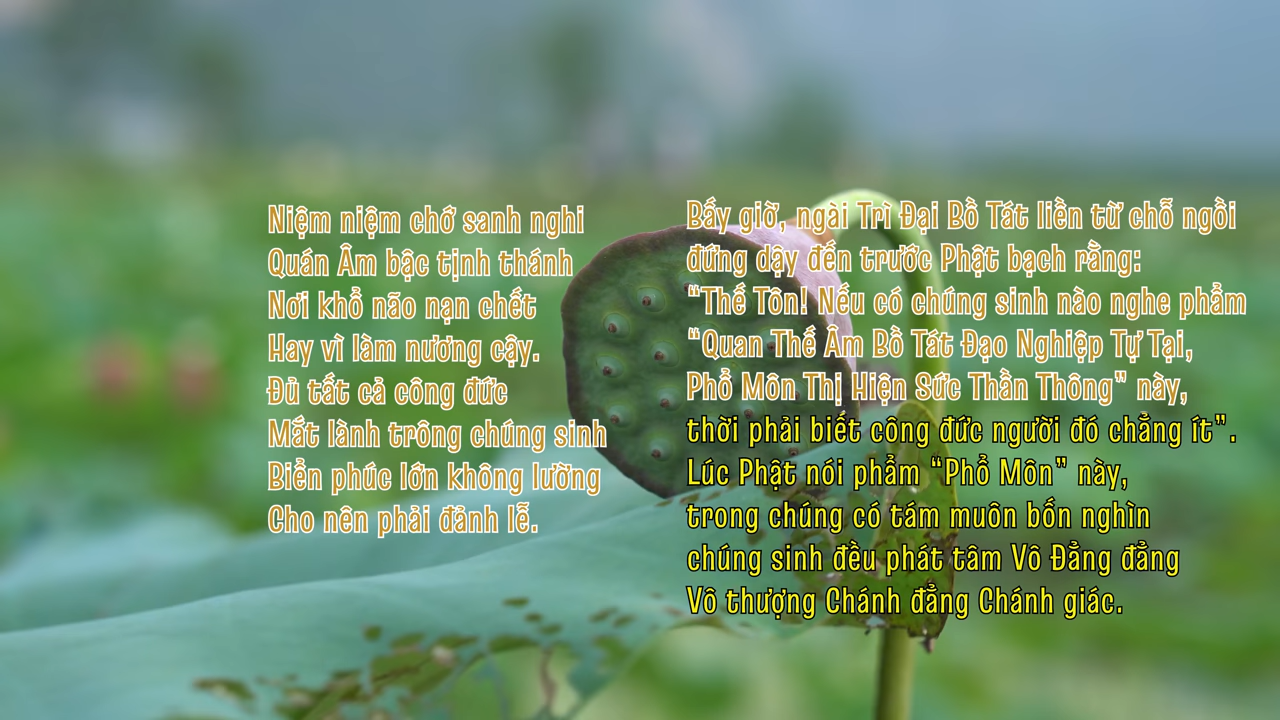 Niệm niệm chớ sanh nghi
Quán Âm bậc tịnh thánh
Nơi khổ não nạn chết
Hay vì làm nương cậy.
Đủ tất cả công đức
Mắt lành trông chúng sinh
Biển phúc lớn không lường
Cho nên phải đảnh lễ.
Bấy giờ, ngài Trì Đại Bồ Tát liền từ chỗ ngồi
đứng dậy đến trước Phật bạch rằng:
“Thế Tôn! Nếu có chúng sinh nào nghe phẩm
“Quan Thế Âm Bồ Tát Đạo Nghiệp Tự Tại,
Phổ Môn Thị Hiện Sức Thần Thông” này,
thời phải biết công đức người đó chẳng ít”.
Lúc Phật nói phẩm “Phổ Môn” này,
trong chúng có tám muôn bốn nghìn
chúng sinh đều phát tâm Vô Đẳng đẳng
Vô thượng Chánh đẳng Chánh giác.